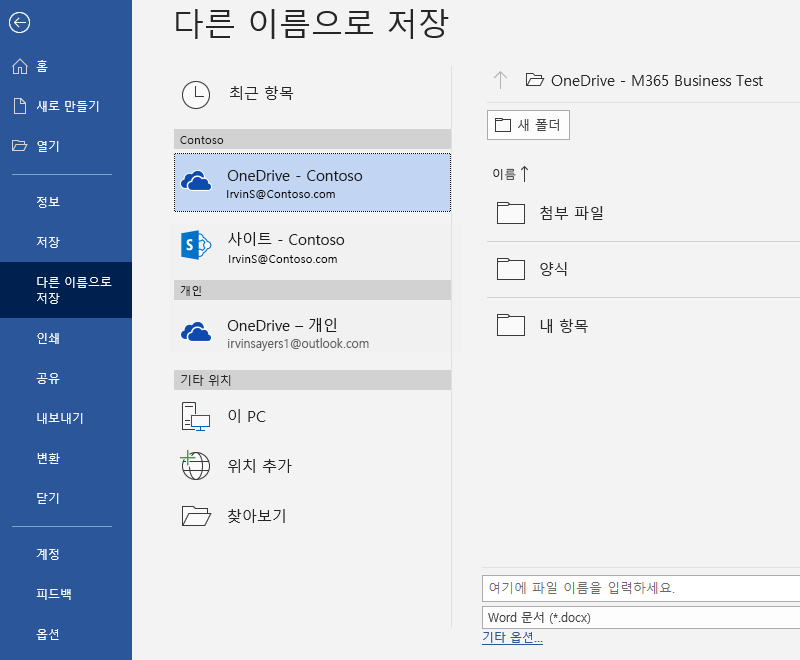 다른 이름으로 저장
홈
새로 만들기
열기
정보
저장
다른 이름으로
저장
인쇄
공유
내보내기
변환
닫기
계정
피드백
옵션
최근 항목
Contoso
OneDrive - Contoso
IrvinS@Contoso.com
사이트 - Contoso
IrvinS@Contoso.com
개인
OneDrive – 개인
irvinsayers1@outlook.com
기타 위치
이 PC
위치 추가
찾아보기
OneDrive - M365 Business Test
새 폴더
이름
첨부 파일
양식
내 항목
여기에 파일 이름을 입력하세요.
Word 문서 (*.docx)
기타 옵션...